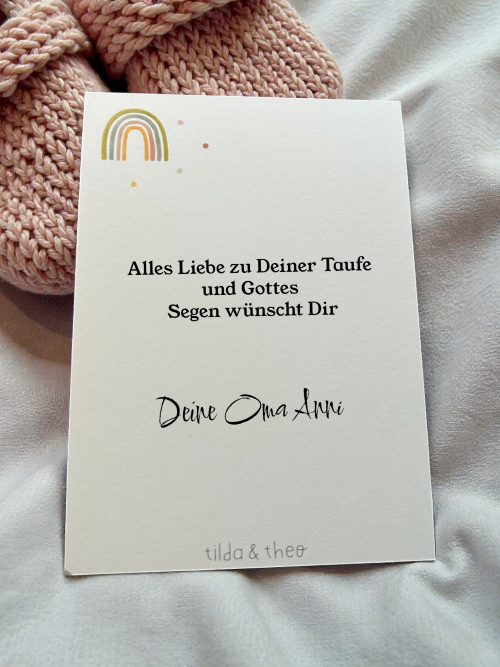 Alles Liebe zu Deiner Taufe
und Gottes
Segen wünscht Dir
Deine Oma Anni
tilda & theo